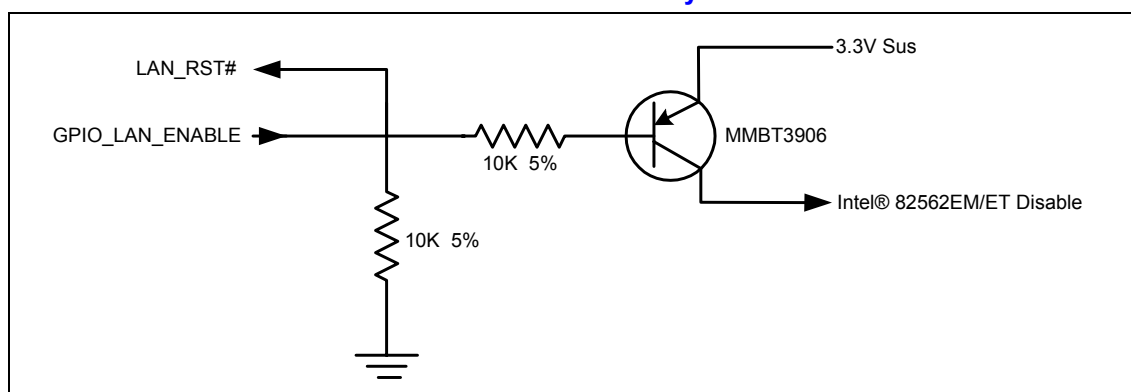 3.3V Sus
LAN_RST#
GPIO_LAN_ENABLE
MMBT3906
10K 5%
Intel® 82562EM/ET Disable
10K 5%